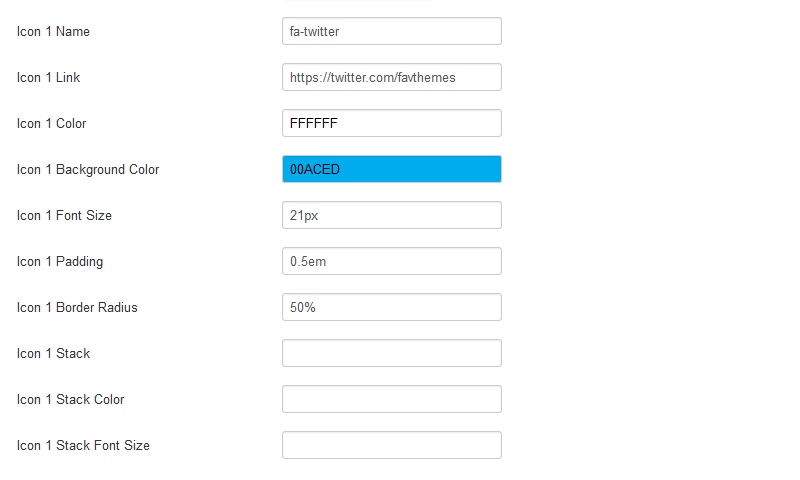 Icon 1 Name fa-twitter
Icon 1 Link https://twitter.com/favthemes
Icon 1 Color FFFFFF
Icon 1 Background Color 00ACED
Icon 1 Font Size 21px
Icon 1 Padding 0.5em
Icon 1 Border Radius 50%
Icon 1 Stack
Icon 1 Stack Color
Icon 1 Stack Font Size